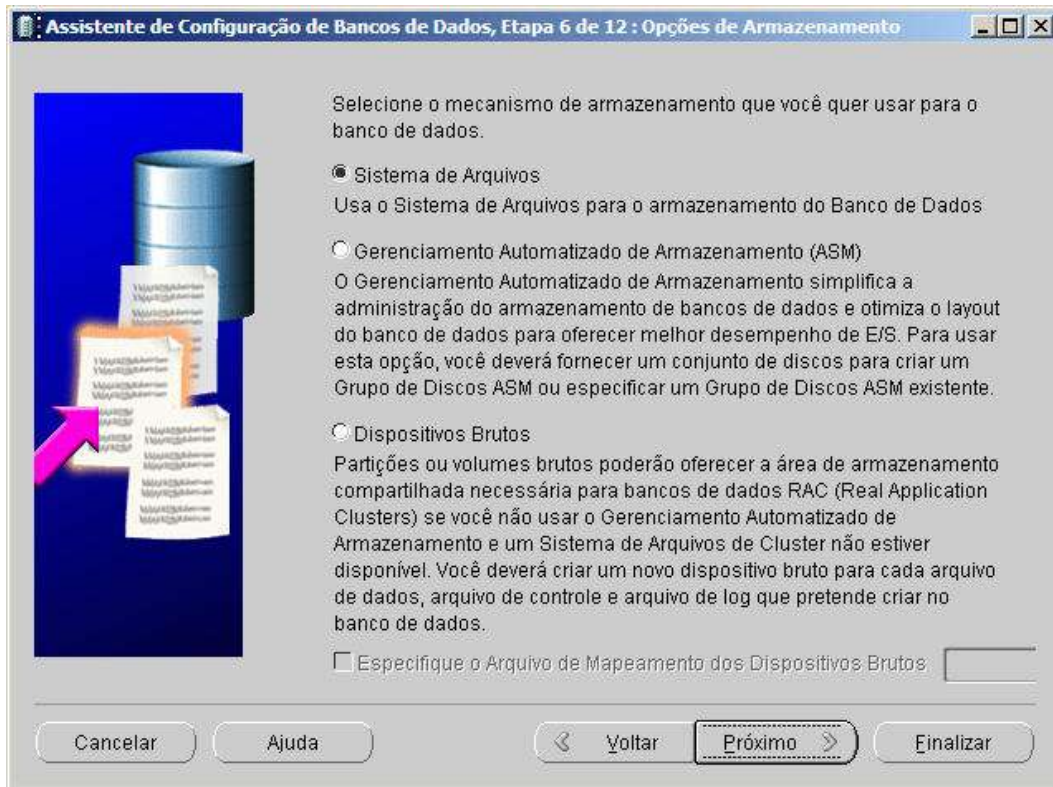 Assistente de Configuração de Bancos de Dados, Etapa 6 de 12 : Opções de Armazenamento
Selecione o mecanismo de armazenamento que você quer usar para o
banco de dados.
Sistema de Arquivos
Usa o Sistema de Arquivos para o armazenamento do Banco de Dados
Gerenciamento Automatizado de Armazenamento (ASM)
O Gerenciamento Automatizado de Armazenamento simplifica a
administração do armazenamento de bancos de dados e otimiza o layout
do banco de dados para oferecer melhor desempenho de E/S. Para usar
esta opção, você deverá fornecer um conjunto de discos para criar um
Grupo de Discos ASM ou especificar um Grupo de Discos ASM existente.
Dispositivos Brutos
Partições ou volumes brutos poderão oferecer a área de armazenamento
compartilhada necessária para bancos de dados RAC (Real Application
Clusters) se você não usar o Gerenciamento Automatizado de
Armazenamento e um Sistema de Arquivos de Cluster não estiver
disponível. Você deverá criar um novo dispositivo bruto para cada arquivo
de dados, arquivo de controle e arquivo de log que pretende criar no
banco de dados.
Especifique o Arquivo de Mapeamento dos Dispositivos Brutos
Cancelar
Ajuda
Voltar
Próximo
Finalizar